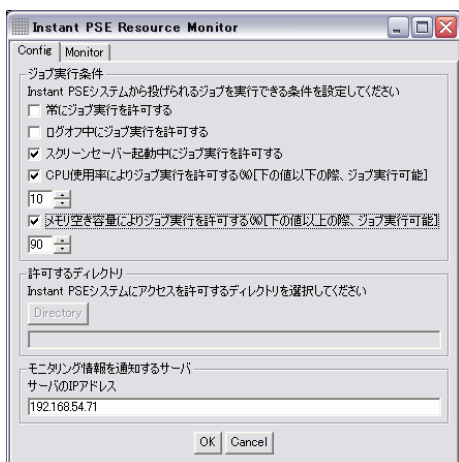 Instant PSE Resource Monitor
Config Monitor
ジョブ実行条件
Instant PSEシステムから投げられるジョブを実行できる条件を設定してください
常にジョブ実行を許可する
ログオフ中にジョブ実行を許可する
スクリーンセーバー起動中にジョブ実行を許可する
CPU使用率によりジョブ実行を許可する(%)[下の値以下の際、ジョブ実行可能]
10
メモリ空き容量によりジョブ実行を許可する(%)[下の値以上の際、ジョブ実行可能]
90
許可するディレクトリ
Instant PSEシステムにアクセスを許可するディレクトリを選択してください
Directory
モニタリング情報を通知するサーバ
サーバのIPアドレス
192.168.54.71
OK Cancel